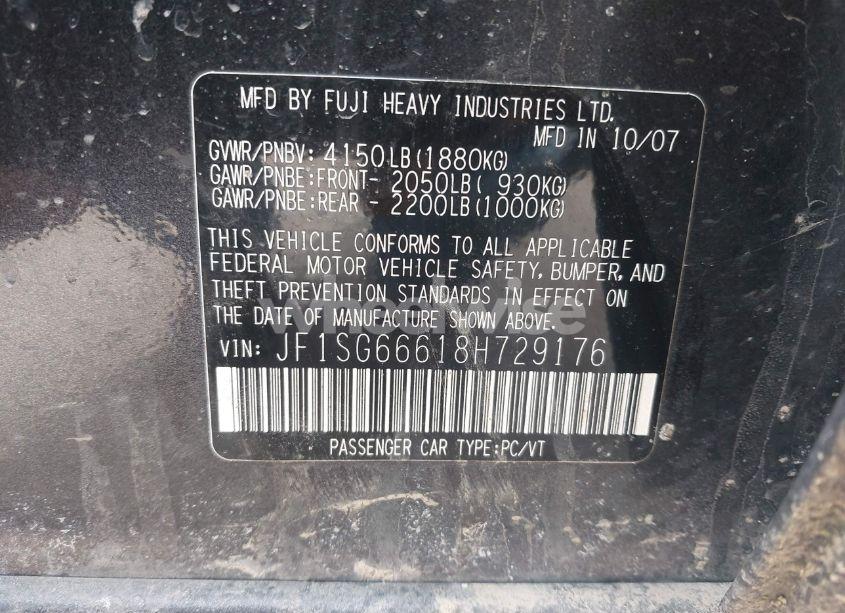 MFD BY FUJI HEAVY INDUSTRIES LTD.
MFD IN 10/07
GVWR/PNBV: 4150LB(1880KG)
GAWR/PNBE:FRONT- 2050LB( 930KG)
GAWR/PNBE:REAR - 2200LB(1000KG)
THIS VEHICLE CONFORMS TO ALL APPLICABLE
FEDERAL MOTOR VEHICLE SAFETY, BUMPER, AND
THEFT PREVENTION STANDARDS IN EFFECT ON
THE DATE OF MANUFACTURE SHOWN ABOVE.
VIN: JF1SG66618H729176
PASSENGER CAR TYPE:PC/VT